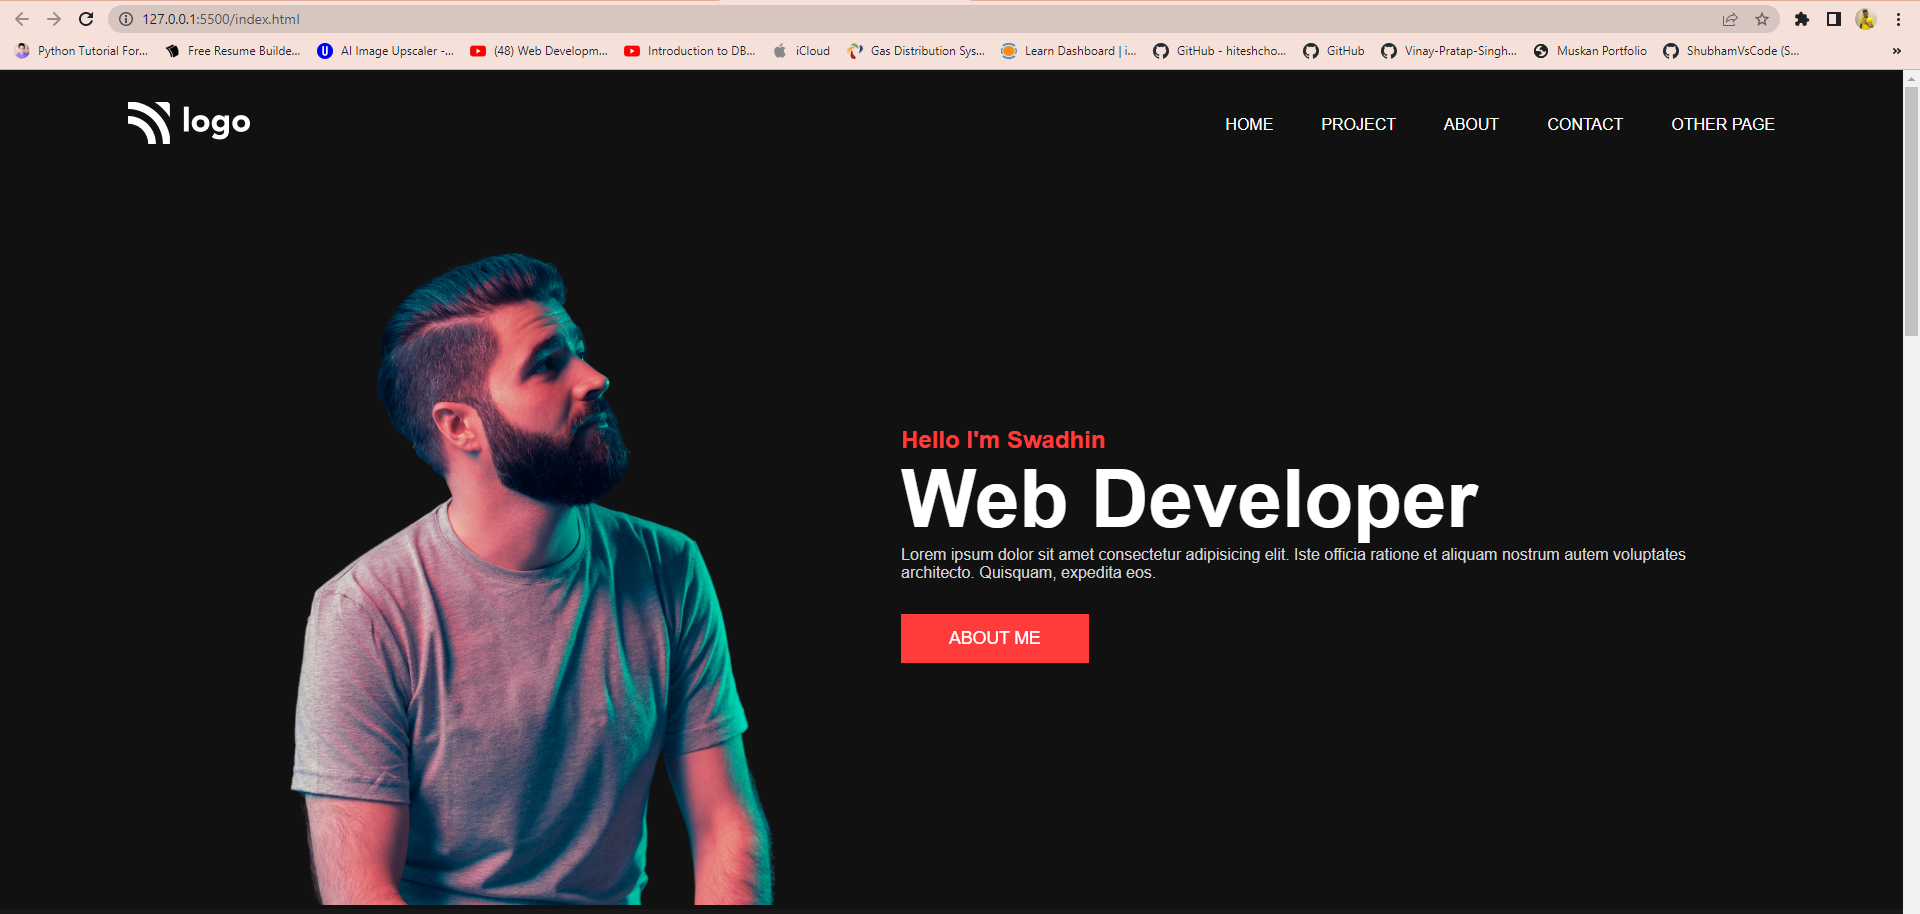 127.0.0.1:5500/index.html
Python Tutorial For... Free Resume Builde... AI Image Upscaler -... (48) Web Developm... Introduction to DB... iCloud Gas Distribution Sys... Learn Dashboard | i... GitHub - hiteshcho... GitHub Vinay-Pratap-Singh... Muskan Portfolio ShubhamVsCode (S... »
logo HOME PROJECT ABOUT CONTACT OTHER PAGE
Hello I'm Swadhin
Web Developer
Lorem ipsum dolor sit amet consectetur adipisicing elit. Iste officia ratione et aliquam nostrum autem voluptates
architecto. Quisquam, expedita eos.
ABOUT ME